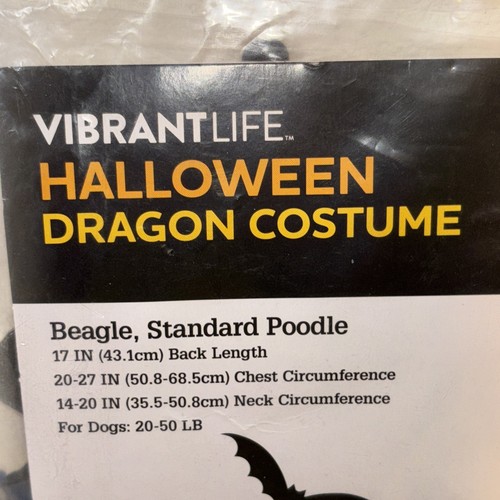 VIBRANTLIFE™
HALLOWEEN
DRAGON COSTUME
Beagle, Standard Poodle
17 IN (43.1cm) Back Length
20-27 IN (50.8-68.5cm) Chest Circumference
14-20 IN (35.5-50.8cm) Neck Circumference
For Dogs: 20-50 LB